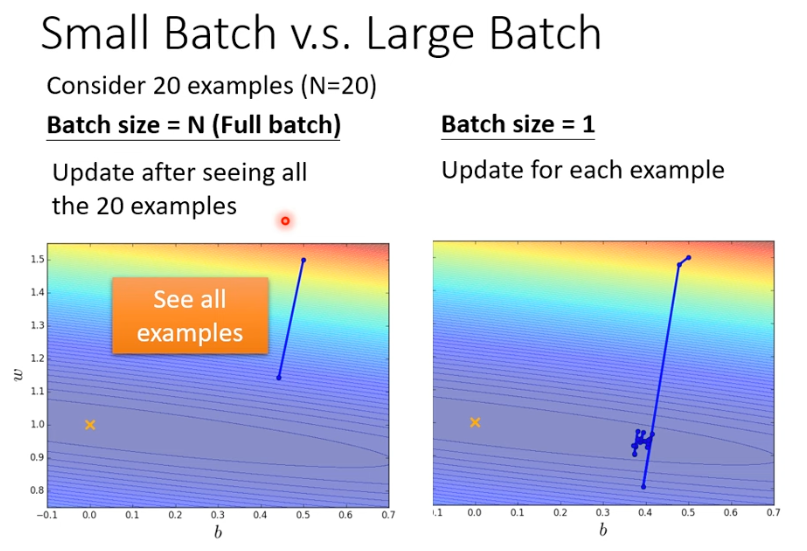 Small Batch v.s. Large Batch
Consider 20 examples (N=20)
Batch size = N (Full batch)
Update after seeing all
the 20 examples
See all
examples
w
1.5
1.4
1.3
1.2
1.1
1.0
0.9
0.8
−0.1 0.0 0.1 0.2 0.3 0.4 0.5 0.6 0.7
b
Batch size = 1
Update for each example
.1 0.0 0.1 0.2 0.3 0.4 0.5 0.6 0.7
b